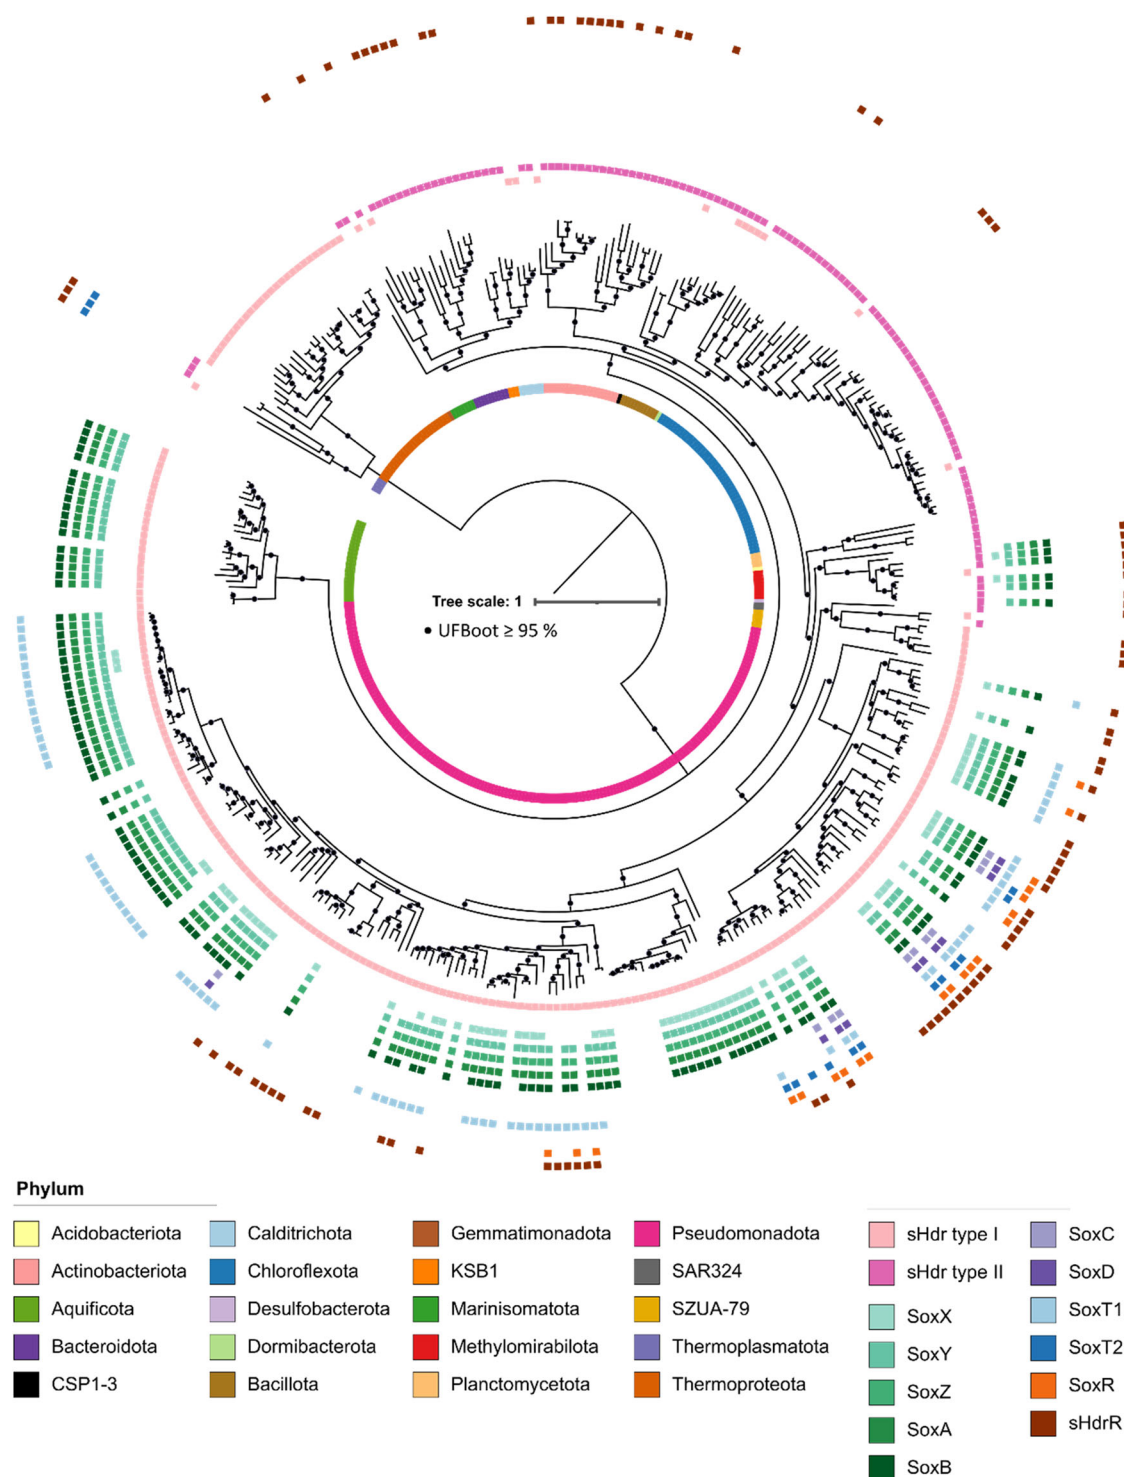 Tree scale: 1
UFBoot ≥ 95 %
Phylum
Acidobacteriota
Actinobacteriota
Aquificota
Bacteroidota
CSP1-3
Calditrichota
Chloroflexota
Desulfobacterota
Dormibacterota
Bacillota
Gemmatimonadota
KSB1
Marinisomatota
Methylomirabilota
Planctomycetota
Pseudomonadota
SAR324
SZUA-79
Thermoplasmatota
Thermoproteota
sHdr type I
sHdr type II
SoxX
SoxY
SoxZ
SoxA
SoxB
SoxC
SoxD
SoxT1
SoxT2
SoxR
sHdrR